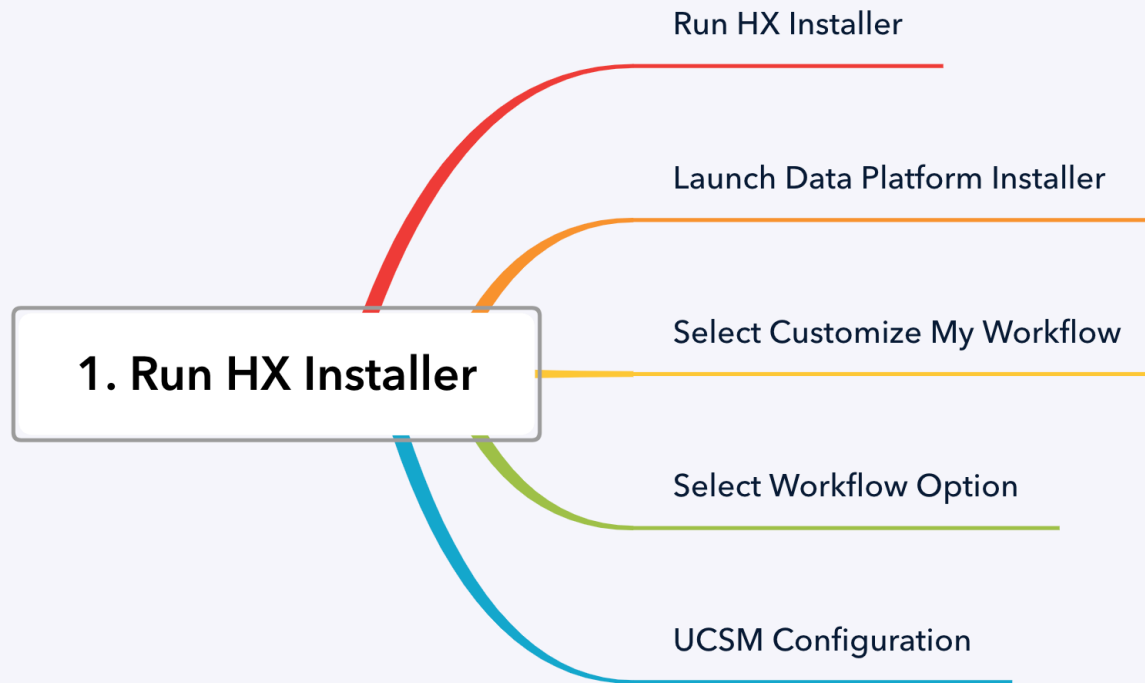 Run HX Installer
Launch Data Platform Installer
Select Customize My Workflow
1. Run HX Installer
Select Workflow Option
UCSM Configuration